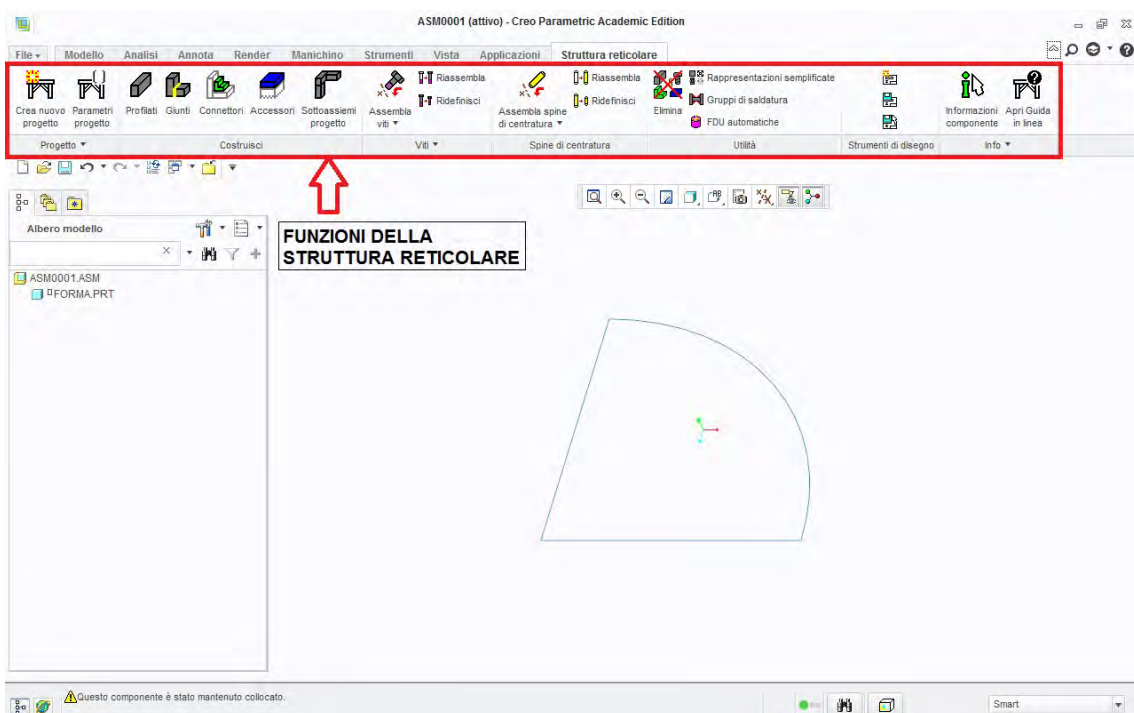 ASM0001 (attivo) - Creo Parametric Academic Edition
File Modello Analisi Annota Render Manichino Strumenti Vista Applicazioni Struttura reticolare
Crea nuovo progetto
Parametri progetto
Profilati
Giunti
Connettori
Accessori
Sottoassiemi progetto
Assembla viti
Riassembla
Ridefinisci
Assembla spine di centratura
Riassembla
Ridefinisci
Elimina
Rappresentazioni semplificate
Gruppi di saldatura
FDU automatiche
Informazioni componente
Apri Guida in linea
Progetto Costruisci Viti Spine di centratura Utilità Strumenti di disegno Info
Albero modello
FUNZIONI DELLA
STRUTTURA RETICOLARE
ASM0001.ASM
FORMA.PRT
Questo componente è stato mantenuto collocato.
Smart